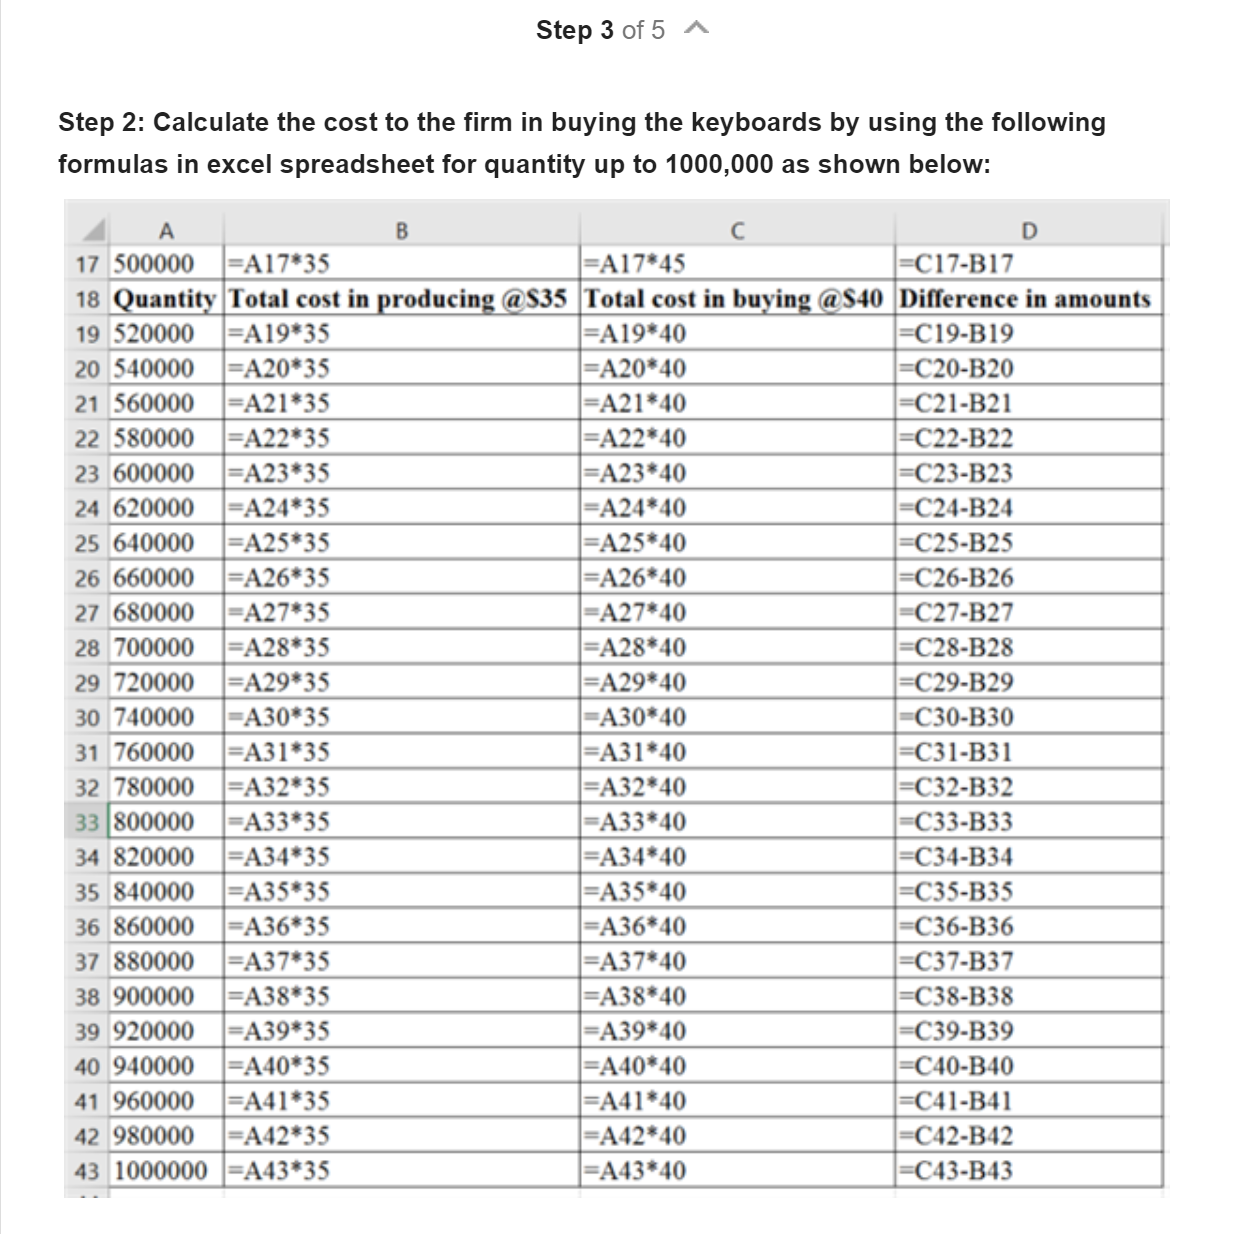 Step 3 of 5
Step 2: Calculate the cost to the firm in buying the keyboards by using the following
formulas in excel spreadsheet for quantity up to 1000,000 as shown below:
A B C D
17 500000 =A17*35 =A17*45 =C17-B17
18 Quantity Total cost in producing @$35 Total cost in buying @$40 Difference in amounts
19 520000 =A19*35 =A19*40 =C19-B19
20 540000 =A20*35 =A20*40 =C20-B20
21 560000 =A21*35 =A21*40 =C21-B21
22 580000 =A22*35 =A22*40 =C22-B22
23 600000 =A23*35 =A23*40 =C23-B23
24 620000 =A24*35 =A24*40 =C24-B24
25 640000 =A25*35 =A25*40 =C25-B25
26 660000 =A26*35 =A26*40 =C26-B26
27 680000 =A27*35 =A27*40 =C27-B27
28 700000 =A28*35 =A28*40 =C28-B28
29 720000 =A29*35 =A29*40 =C29-B29
30 740000 =A30*35 =A30*40 =C30-B30
31 760000 =A31*35 =A31*40 =C31-B31
32 780000 =A32*35 =A32*40 =C32-B32
33 800000 =A33*35 =A33*40 =C33-B33
34 820000 =A34*35 =A34*40 =C34-B34
35 840000 =A35*35 =A35*40 =C35-B35
36 860000 =A36*35 =A36*40 =C36-B36
37 880000 =A37*35 =A37*40 =C37-B37
38 900000 =A38*35 =A38*40 =C38-B38
39 920000 =A39*35 =A39*40 =C39-B39
40 940000 =A40*35 =A40*40 =C40-B40
41 960000 =A41*35 =A41*40 =C41-B41
42 980000 =A42*35 =A42*40 =C42-B42
43 1000000 =A43*35 =A43*40 =C43-B43